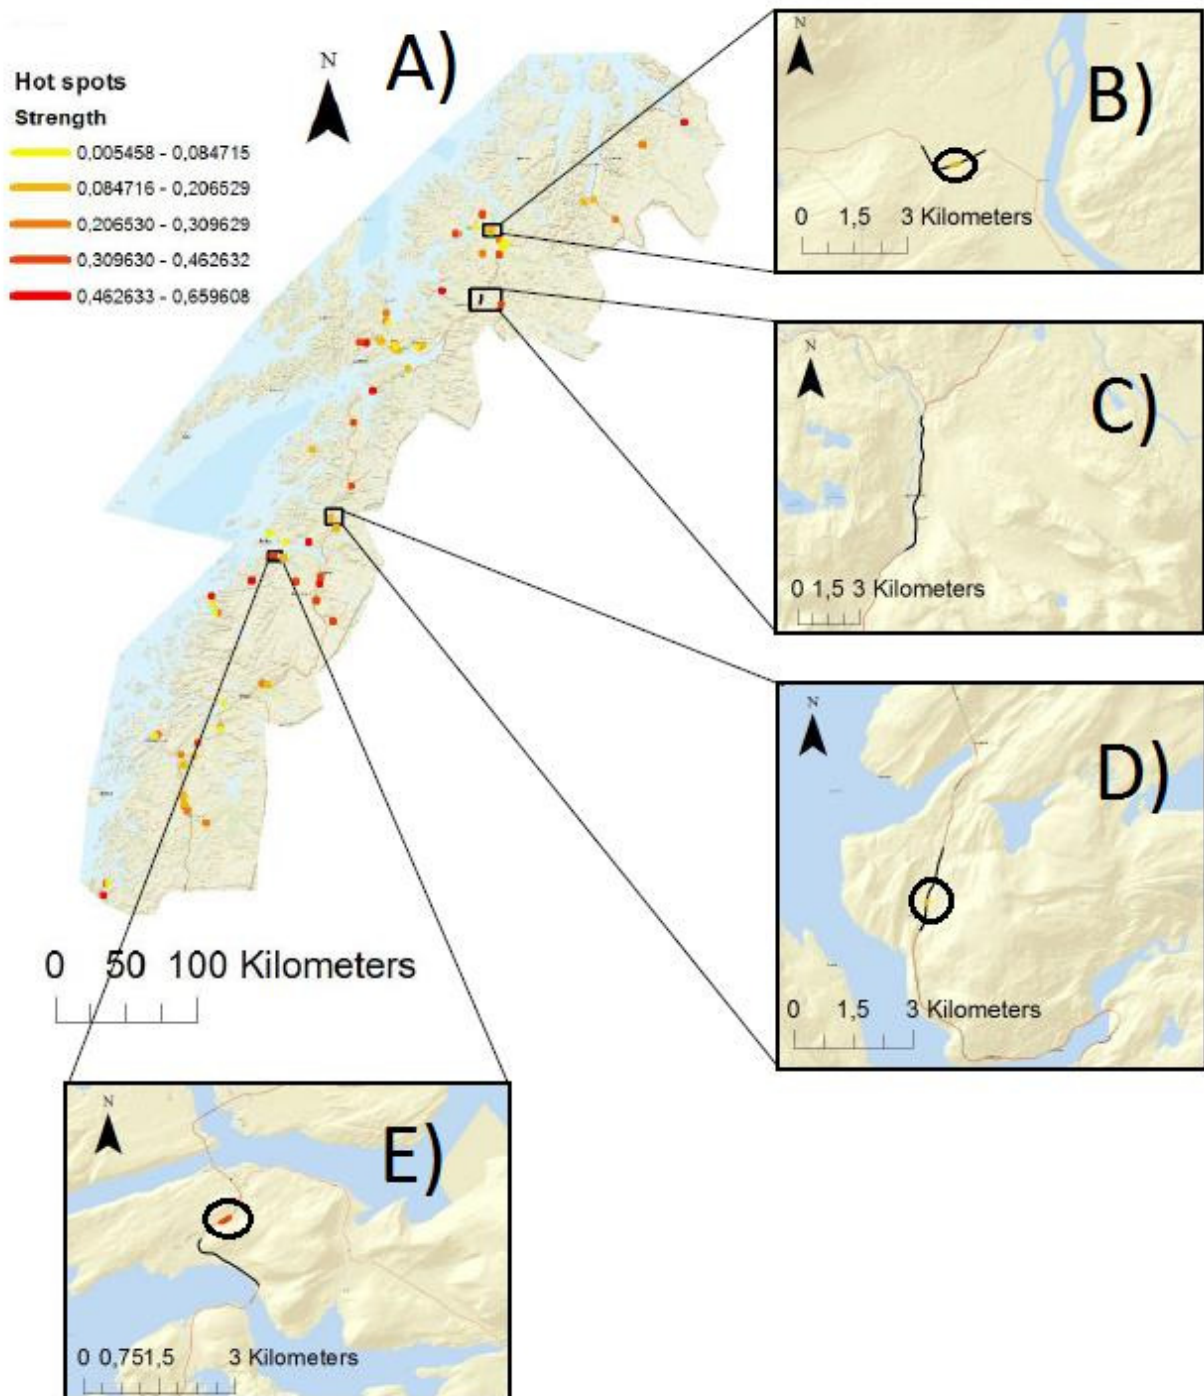 A)
N
Hot spots
Strength
0,005458 - 0,084715
0,084716 - 0,206529
0,206530 - 0,309629
0,309630 - 0,462632
0,462633 - 0,659608
0 50 100 Kilometers
N
B)
0 1,5 3 Kilometers
N
C)
0 1,5 3 Kilometers
N
D)
0 1,5 3 Kilometers
N
E)
0 0,751,5 3 Kilometers